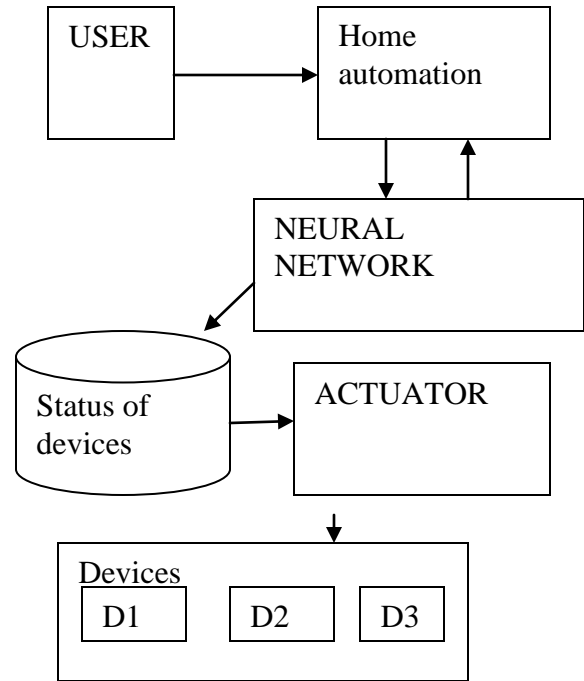 USER
Home
automation
NEURAL
NETWORK
Status of
devices
ACTUATOR
Devices
D1
D2
D3